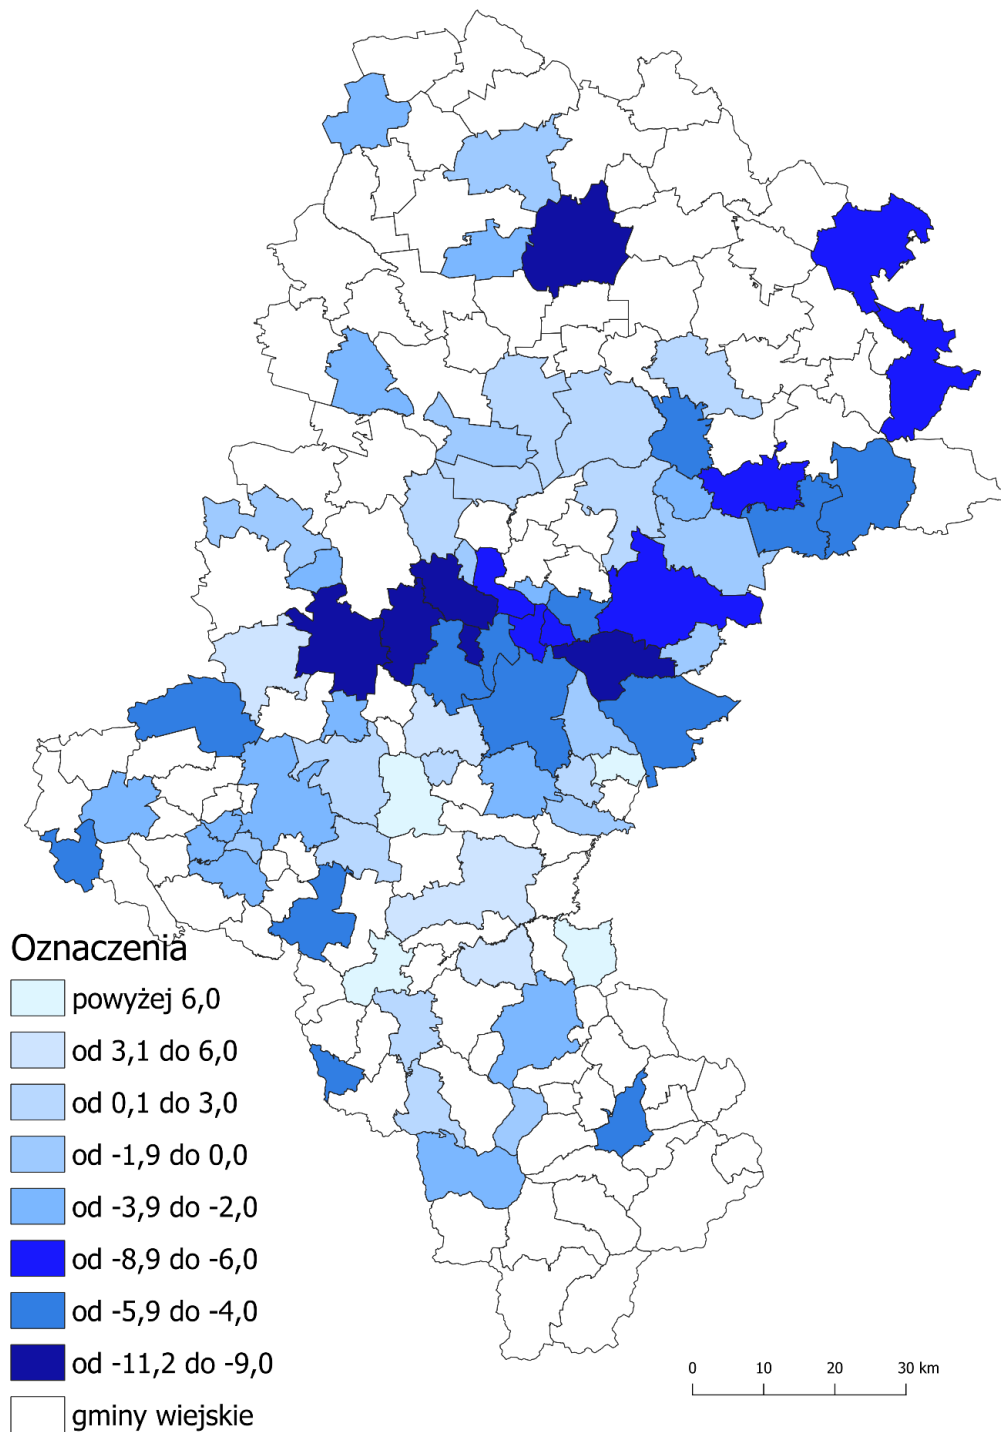 Oznaczenia
powyżej 6,0
od 3,1 do 6,0
od 0,1 do 3,0
od -1,9 do 0,0
od -3,9 do -2,0
od -8,9 do -6,0
od -5,9 do -4,0
od -11,2 do -9,0
gminy wiejskie
0 10 20 30 km